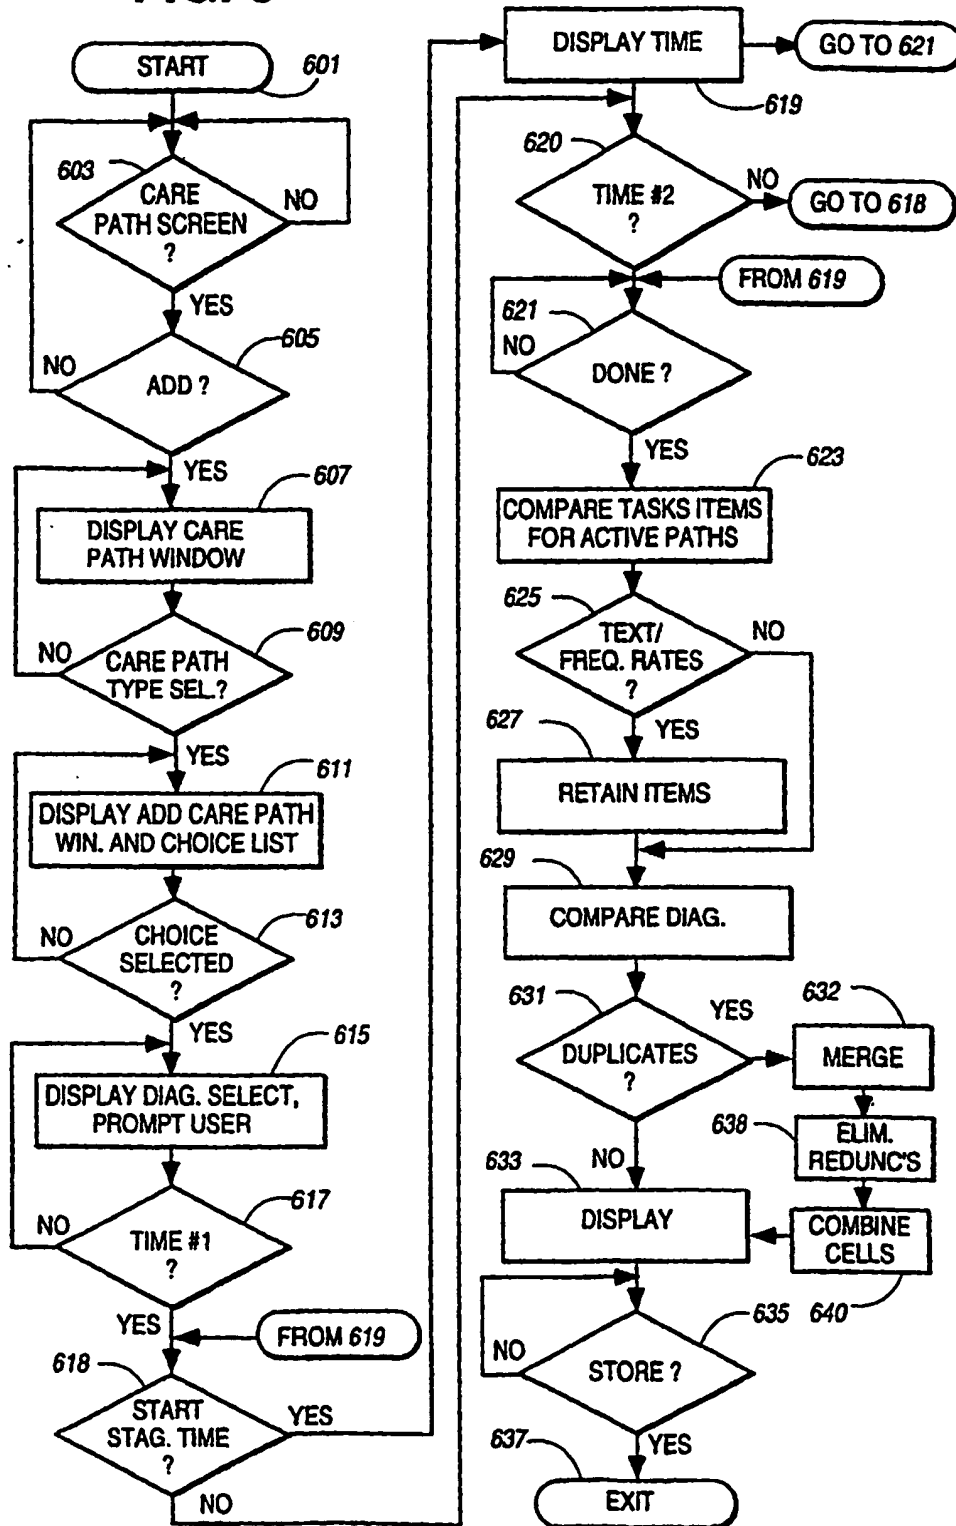 START
601
603
CARE
PATH SCREEN
?
NO
YES
605
NO
ADD ?
YES
607
DISPLAY CARE
PATH WINDOW
609
NO
CARE PATH
TYPE SEL.?
YES
611
DISPLAY ADD CARE PATH
WIN. AND CHOICE LIST
613
NO
CHOICE
SELECTED
?
YES
615
DISPLAY DIAG. SELECT,
PROMPT USER
617
NO
TIME #1
?
YES
FROM 619
618
START
STAG. TIME
?
YES
NO
DISPLAY TIME
GO TO 621
619
620
TIME #2
?
NO
GO TO 618
FROM 619
621
NO
DONE ?
YES
623
COMPARE TASKS ITEMS
FOR ACTIVE PATHS
625
TEXT/
FREQ. RATES
?
NO
627
YES
RETAIN ITEMS
629
COMPARE DIAG.
631
YES
632
DUPLICATES
?
MERGE
638
ELIM.
REDUNC'S
NO
633
DISPLAY
COMBINE
CELLS
640
635
NO
STORE ?
YES
637
EXIT